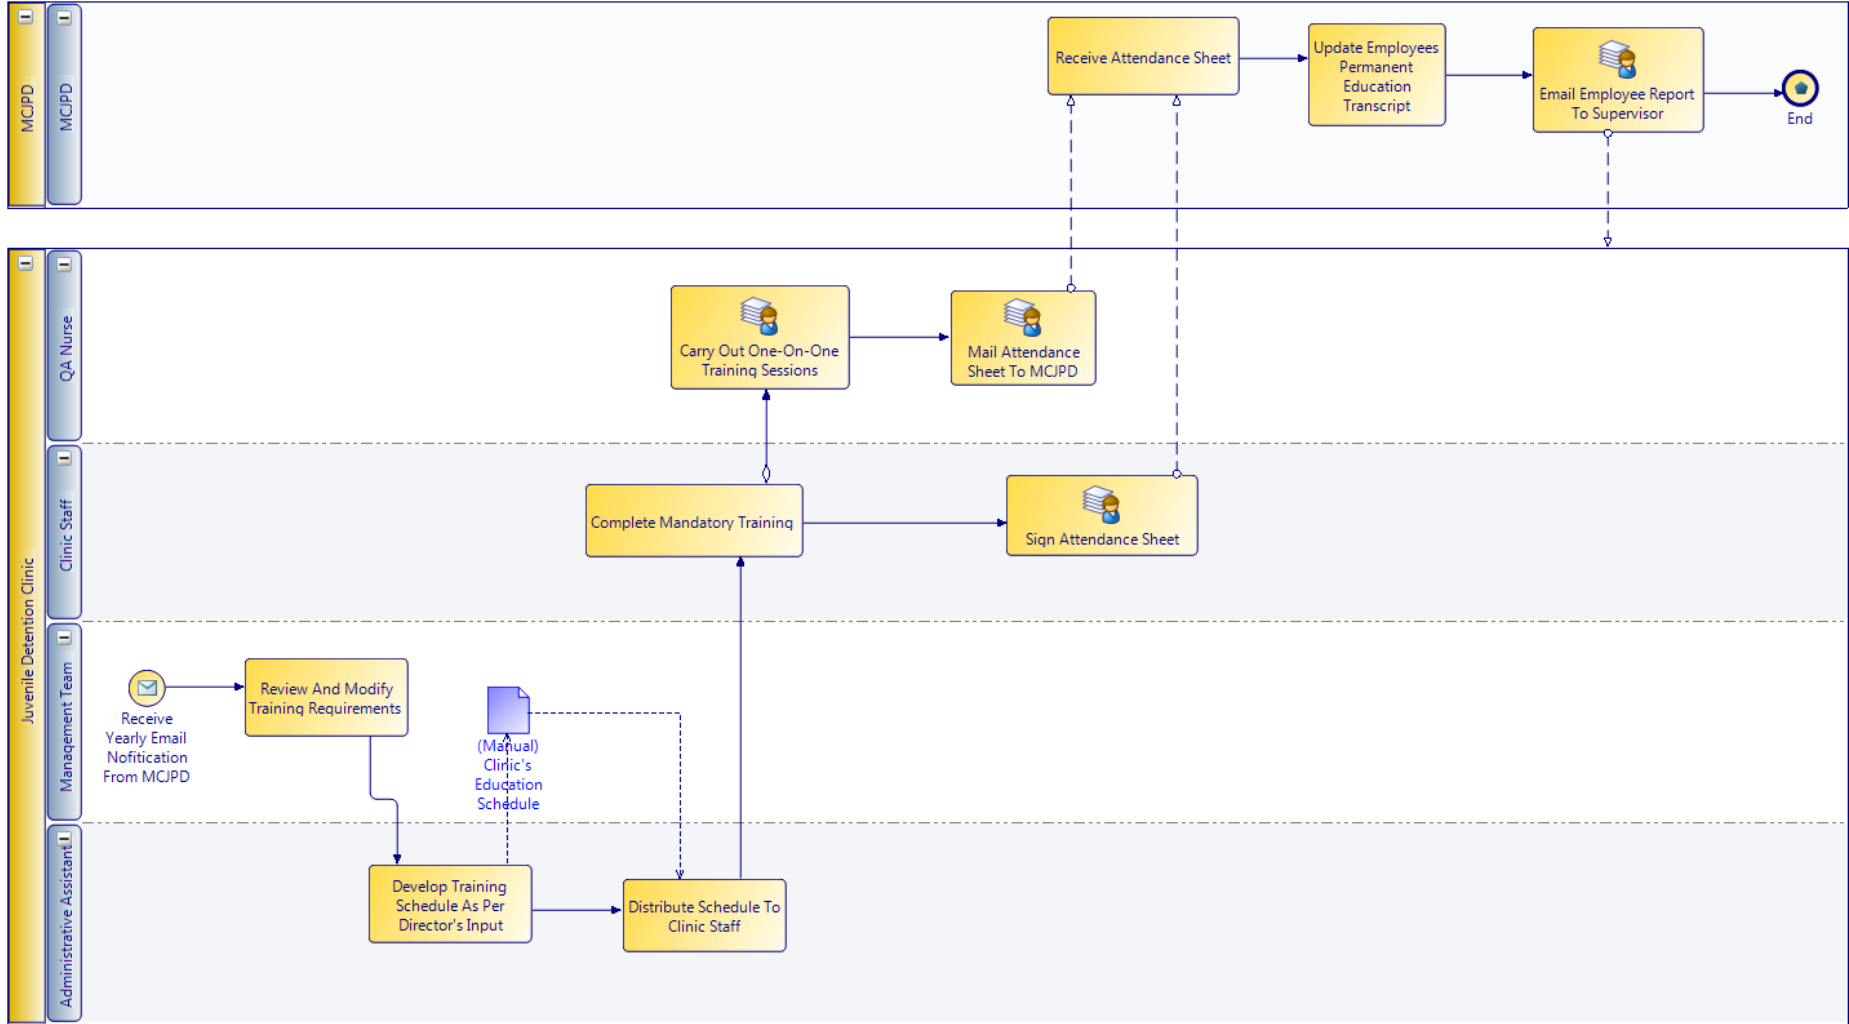 MCJPD
MCJPD
Receive Attendance Sheet
Update Employees
Permanent
Education
Transcript
Email Employee Report
To Supervisor
End
Juvenile Detention Clinic
QA Nurse
Carry Out One-On-One
Training Sessions
Mail Attendance
Sheet To MCJPD
Clinic Staff
Complete Mandatory Training
Sign Attendance Sheet
Management Team
Receive
Yearly Email
Nofitication
From MCJPD
Review And Modify
Training Requirements
(Manual)
Clinic's
Education
Schedule
Administrative Assistant
Develop Training
Schedule As Per
Director's Input
Distribute Schedule To
Clinic Staff